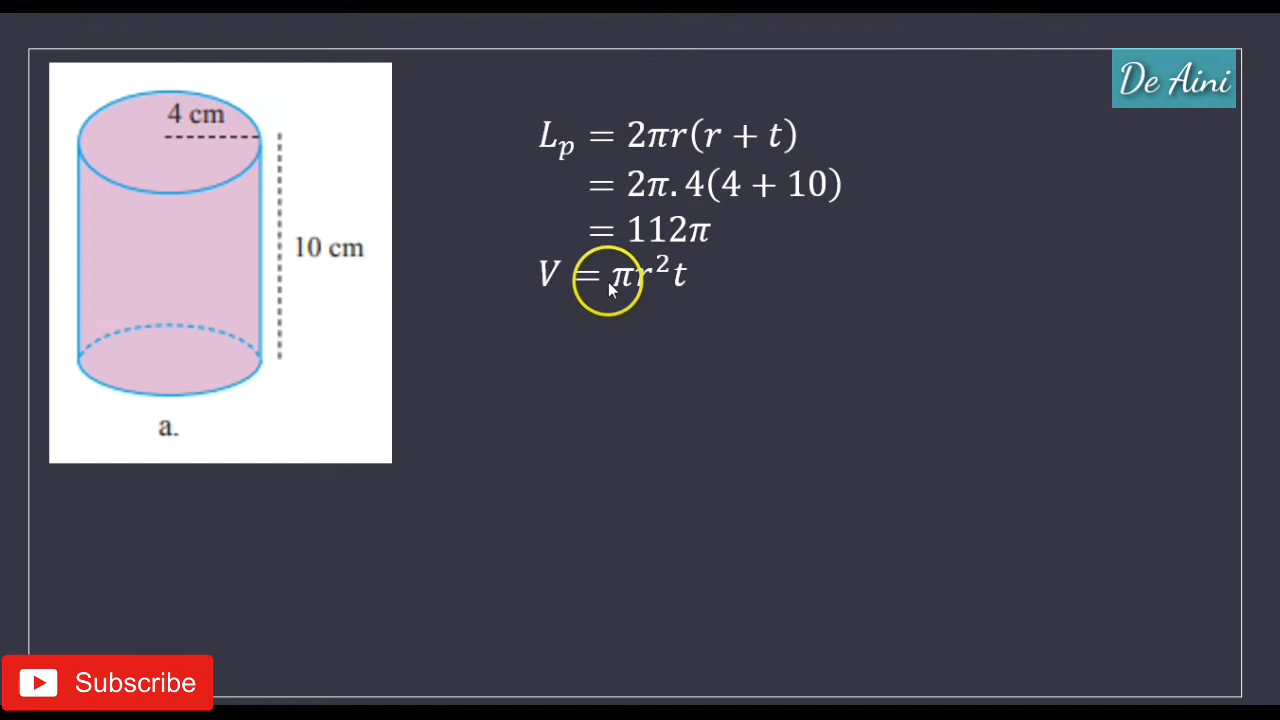 De Aini
4 cm
10 cm
a.
L_p = 2πr(r + t)
= 2π. 4(4 + 10)
= 112π
V = πr²t
Subscribe